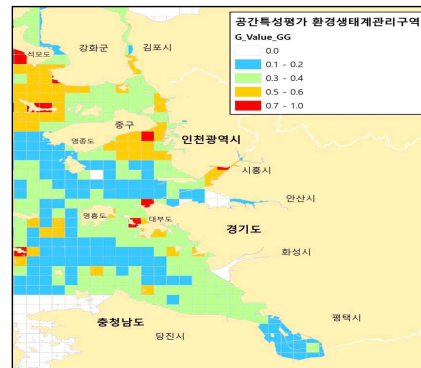 공간특성평가 환경생태계관리구역
G_Value_GG
0.0
0.1 - 0.2
0.3 - 0.4
0.5 - 0.6
0.7 - 1.0
강화군
김포시
석모도
중구
영종도
인천광역시
시흥시
안산시
영흥도
대부도
경기도
화성시
평택시
충청남도
당진시